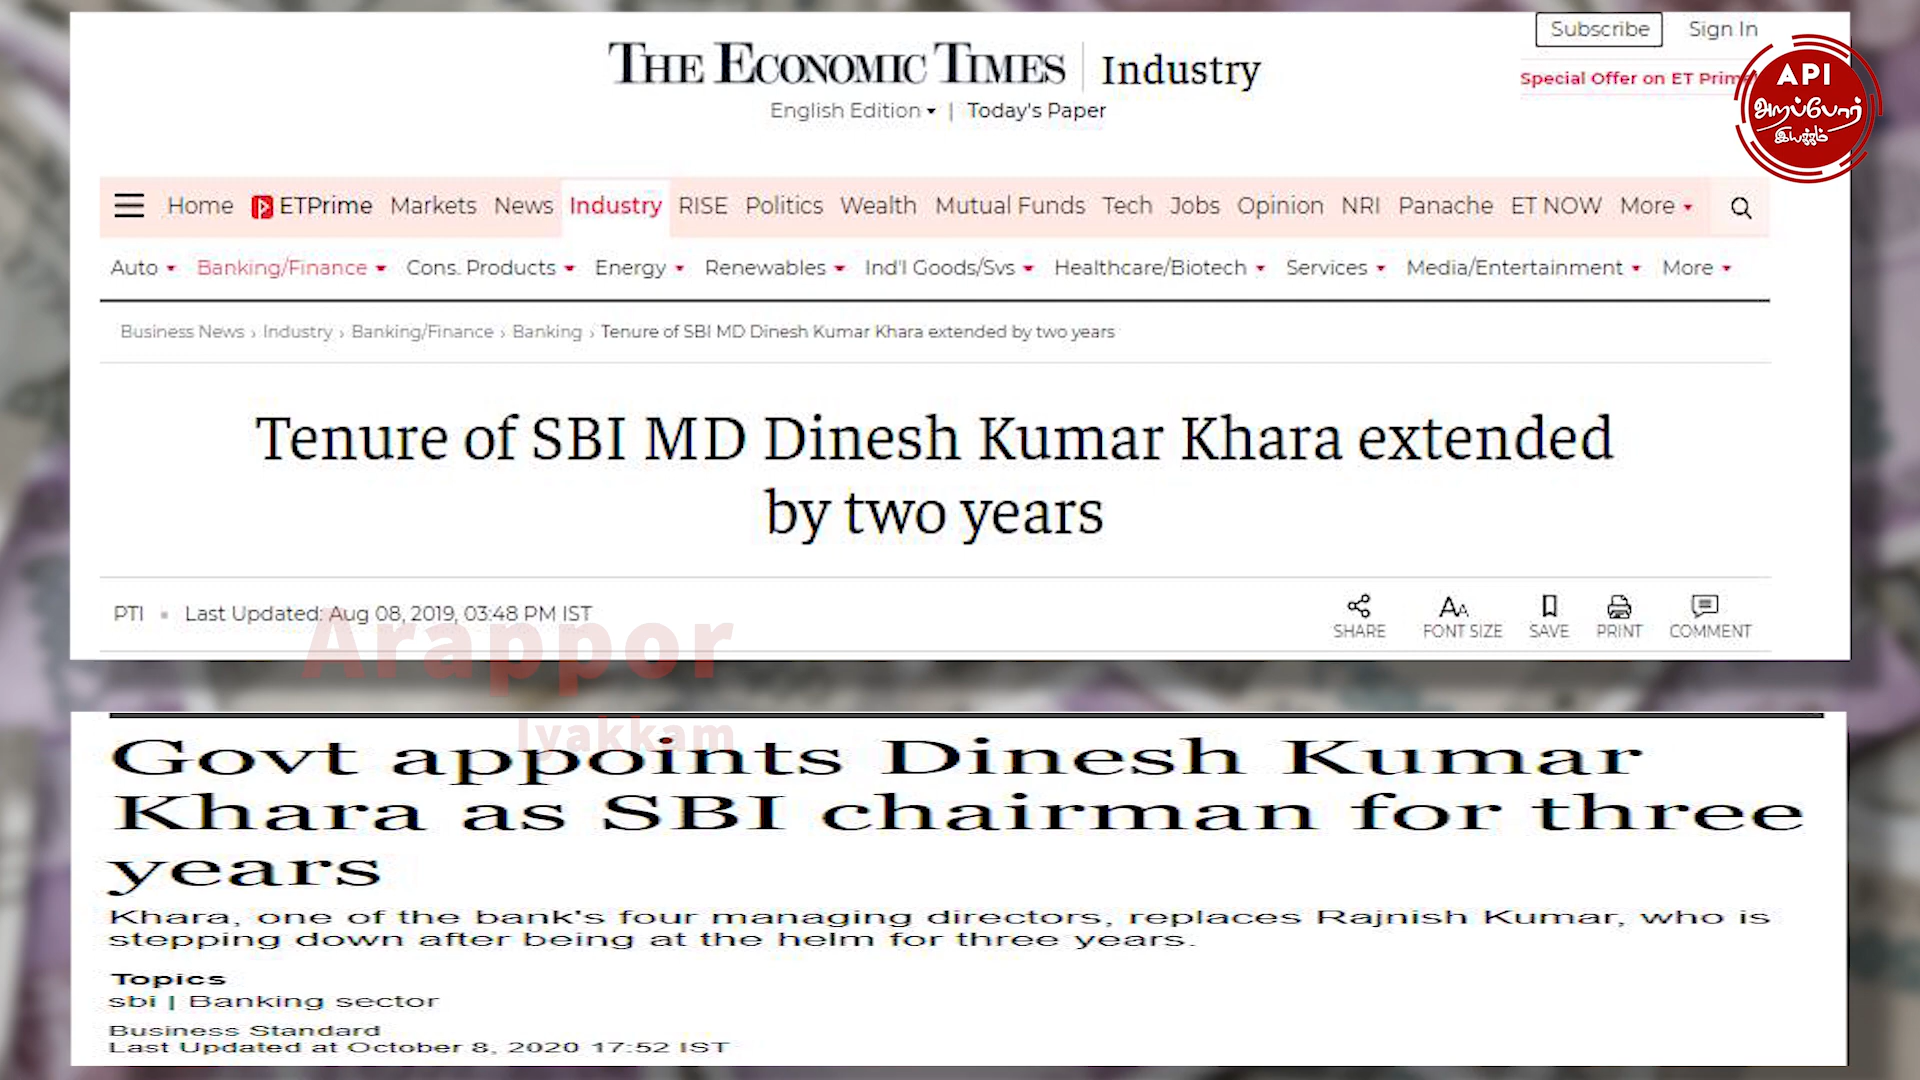 Subscribe Sign In
THE ECONOMIC TIMES | Industry
Special Offer on ET Prime
English Edition | Today's Paper
API
அறப்போர்
இயக்கம்
Home ETPrime Markets News Industry RISE Politics Wealth Mutual Funds Tech Jobs Opinion NRI Panache ET NOW More
Auto Banking/Finance Cons. Products Energy Renewables Ind'l Goods/Svs Healthcare/Biotech Services Media/Entertainment More
Business News › Industry › Banking/Finance › Banking › Tenure of SBI MD Dinesh Kumar Khara extended by two years
Tenure of SBI MD Dinesh Kumar Khara extended
by two years
PTI Last Updated: Aug 08, 2019, 03:48 PM IST
SHARE FONT SIZE SAVE PRINT COMMENT
Arappor
Iyakkam
Govt appoints Dinesh Kumar
Khara as SBI chairman for three
years
Khara, one of the bank's four managing directors, replaces Rajnish Kumar, who is
stepping down after being at the helm for three years.
Topics
sbi | Banking sector
Business Standard
Last Updated at October 8, 2020 17:52 IST